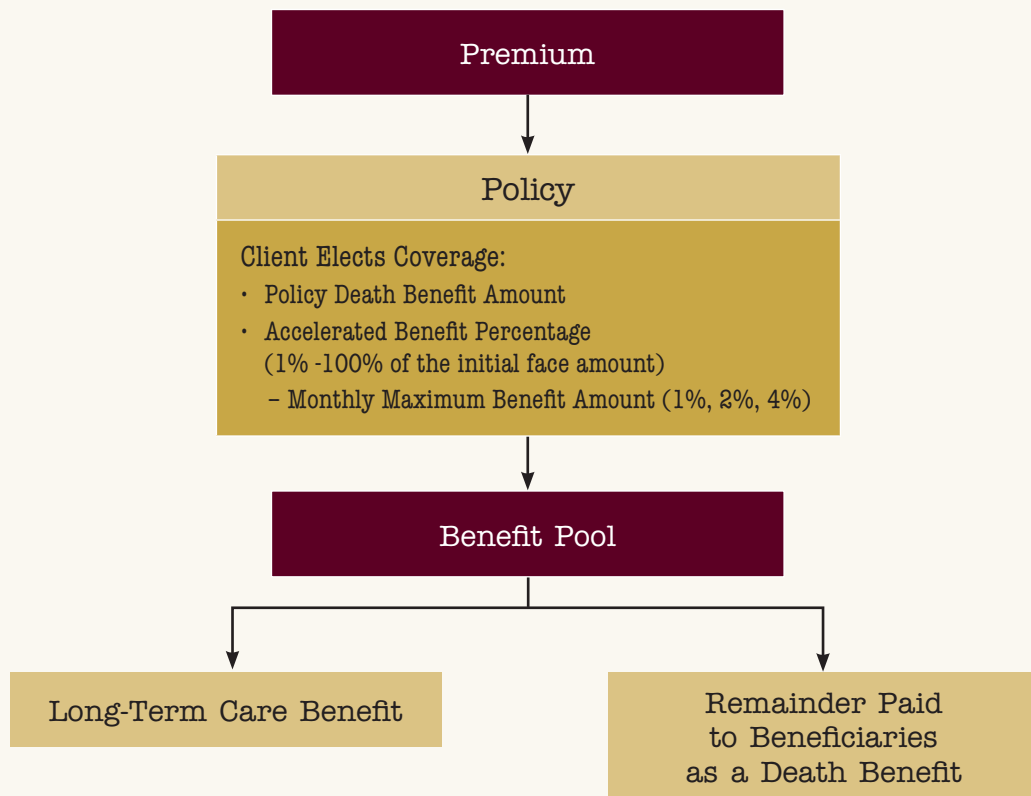 Premium
Policy
Client Elects Coverage:
• Policy Death Benefit Amount
• Accelerated Benefit Percentage
(1% -100% of the initial face amount)
– Monthly Maximum Benefit Amount (1%, 2%, 4%)
Benefit Pool
Long-Term Care Benefit
Remainder Paid
to Beneficiaries
as a Death Benefit